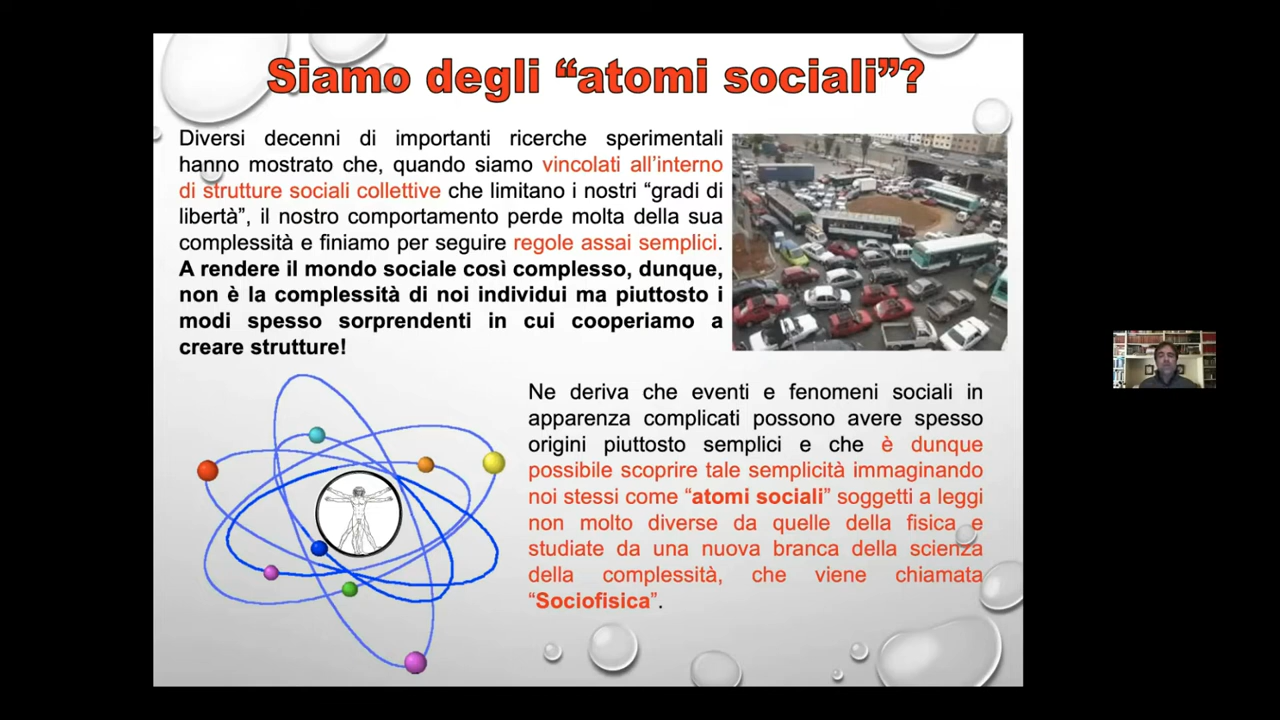 Siamo degli “atomi sociali”?
Diversi decenni di importanti ricerche sperimentali
hanno mostrato che, quando siamo vincolati all’interno
di strutture sociali collettive che limitano i nostri “gradi di
libertà”, il nostro comportamento perde molta della sua
complessità e finiamo per seguire regole assai semplici.
A rendere il mondo sociale così complesso, dunque,
non è la complessità di noi individui ma piuttosto i
modi spesso sorprendenti in cui cooperiamo a
creare strutture!
Ne deriva che eventi e fenomeni sociali in
apparenza complicati possono avere spesso
origini piuttosto semplici e che è dunque
possibile scoprire tale semplicità immaginando
noi stessi come “atomi sociali” soggetti a leggi
non molto diverse da quelle della fisica e
studiate da una nuova branca della scienza
della complessità, che viene chiamata
“Sociofisica”.